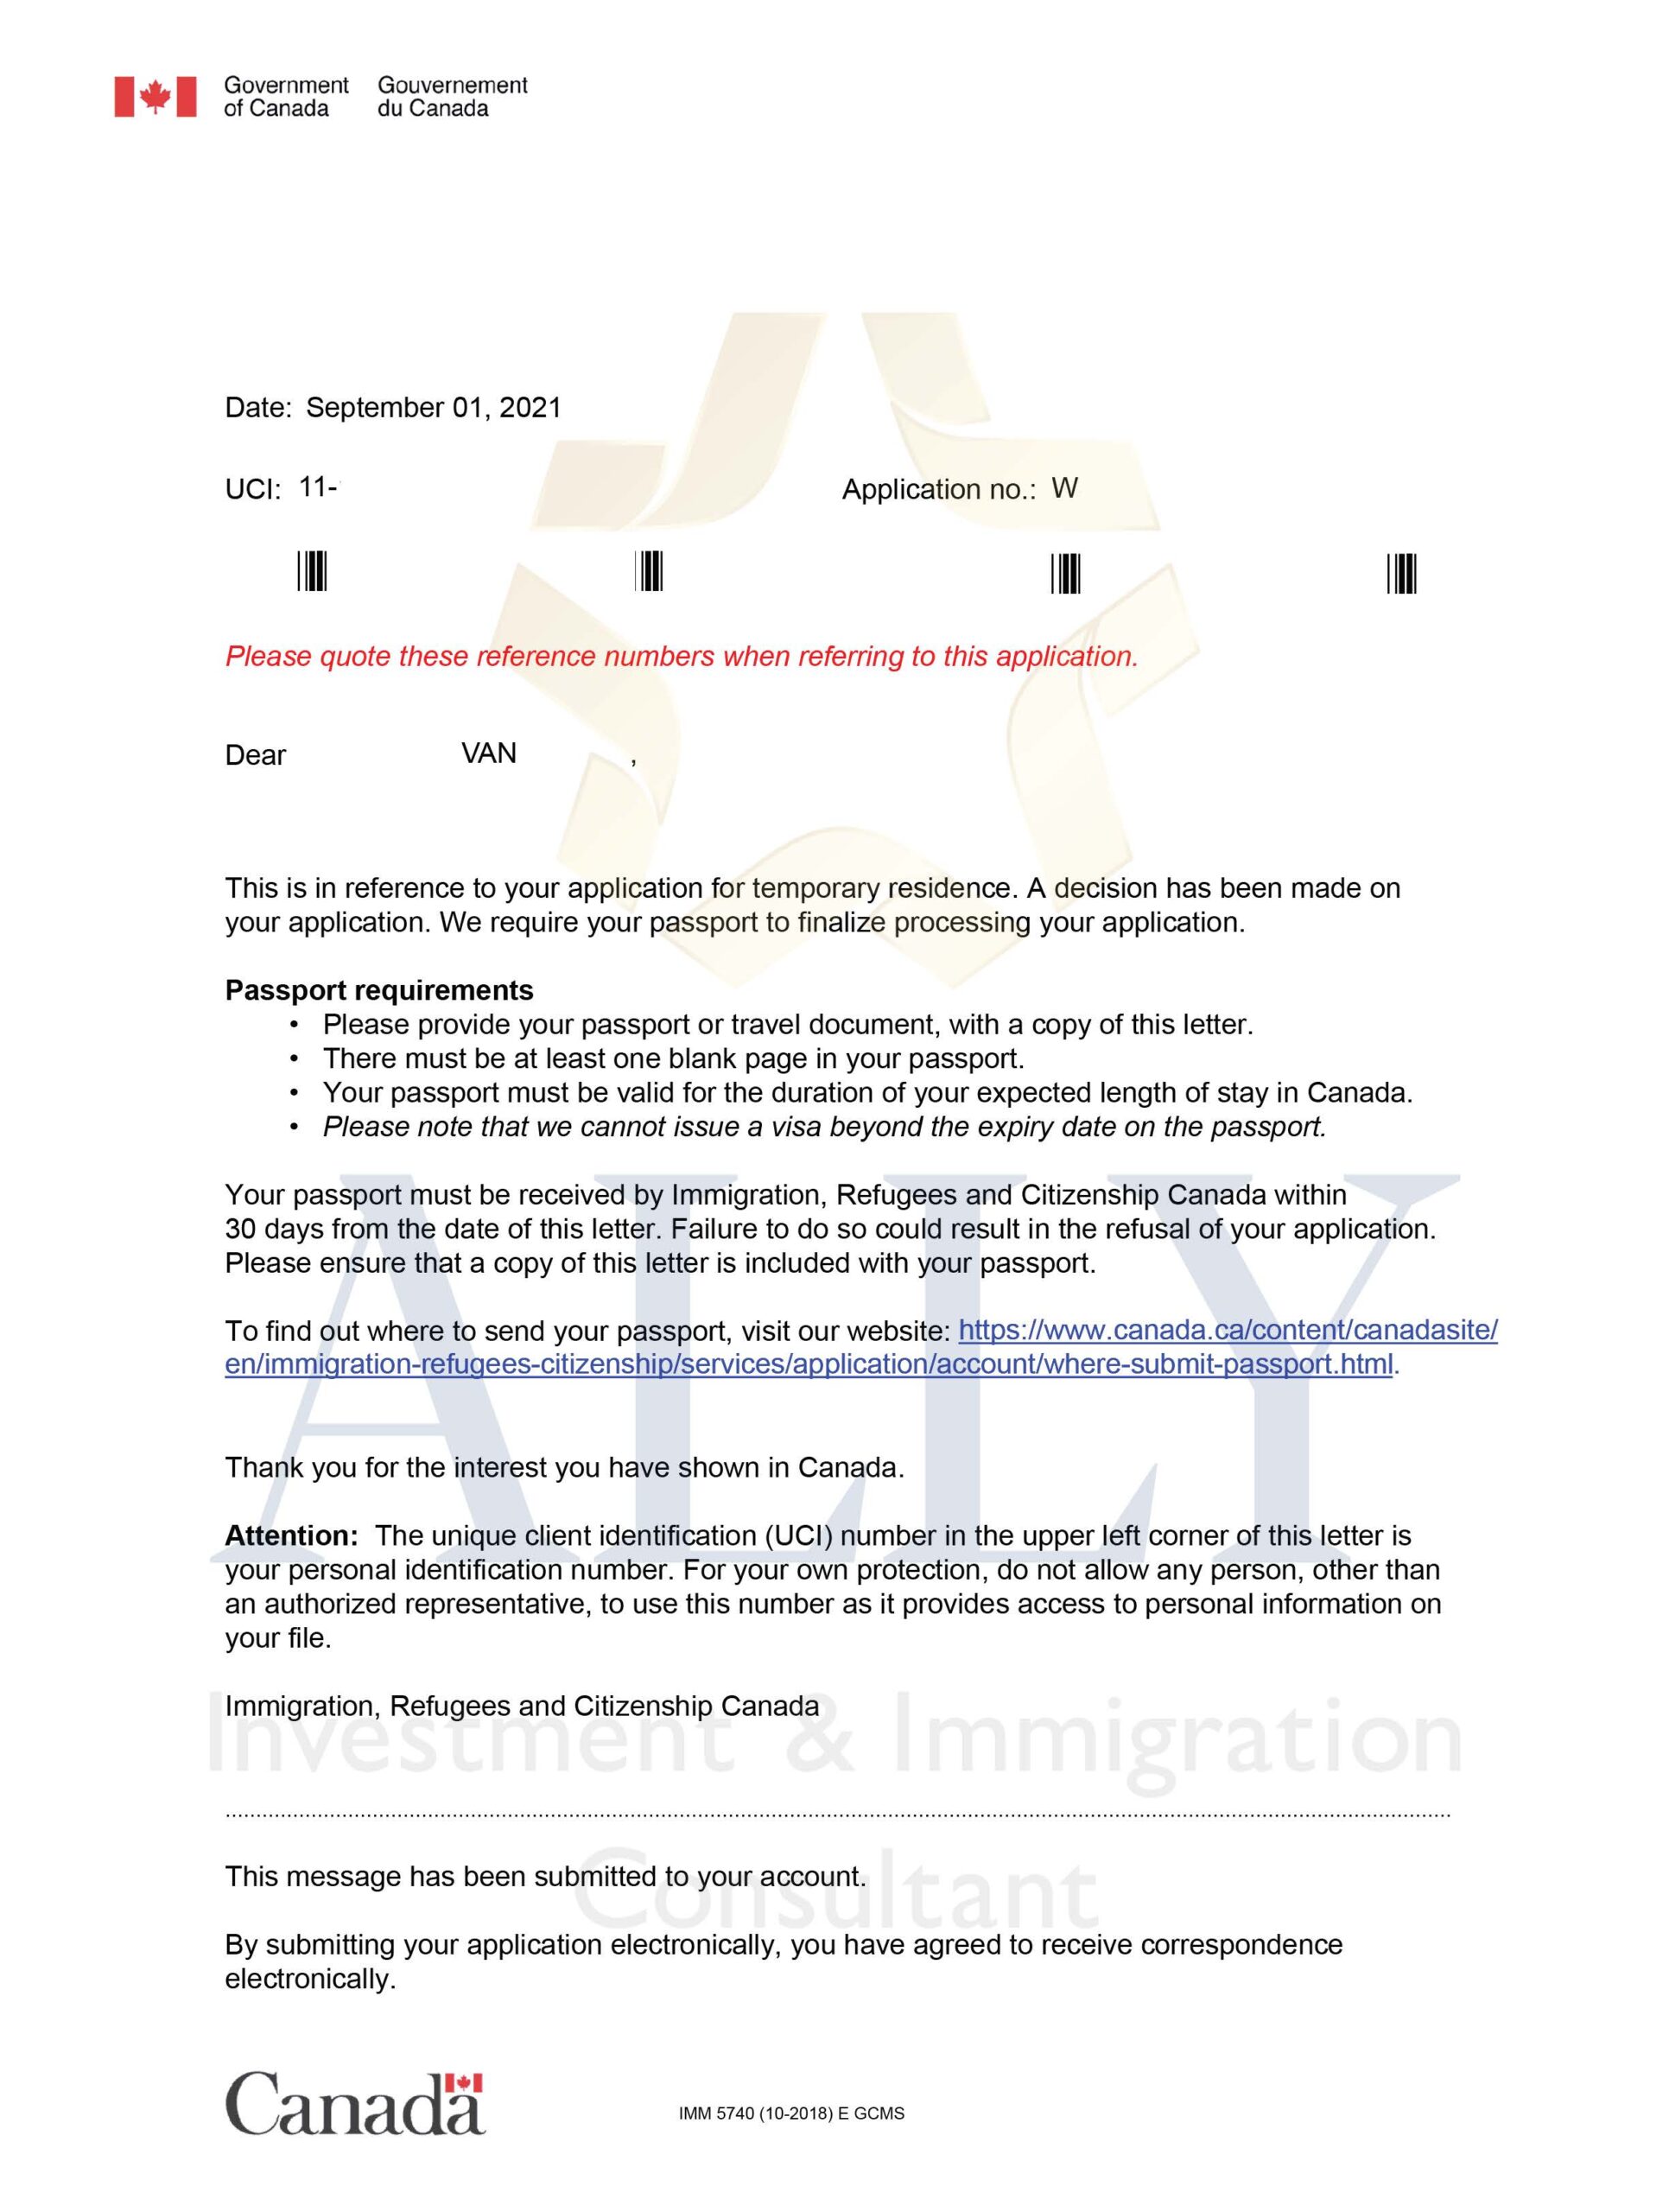 Government Gouvernement
of Canada du Canada
Date: September 01, 2021
UCI: 11- Application no.: W
Please quote these reference numbers when referring to this application.
Dear VAN ,
This is in reference to your application for temporary residence. A decision has been made on
your application. We require your passport to finalize processing your application.
Passport requirements
• Please provide your passport or travel document, with a copy of this letter.
• There must be at least one blank page in your passport.
• Your passport must be valid for the duration of your expected length of stay in Canada.
• Please note that we cannot issue a visa beyond the expiry date on the passport.
Your passport must be received by Immigration, Refugees and Citizenship Canada within
30 days from the date of this letter. Failure to do so could result in the refusal of your application.
Please ensure that a copy of this letter is included with your passport.
To find out where to send your passport, visit our website: https://www.canada.ca/content/canadasite/
en/immigration-refugees-citizenship/services/application/account/where-submit-passport.html.
Thank you for the interest you have shown in Canada.
Attention: The unique client identification (UCI) number in the upper left corner of this letter is
your personal identification number. For your own protection, do not allow any person, other than
an authorized representative, to use this number as it provides access to personal information on
your file.
Immigration, Refugees and Citizenship Canada
ALLY
Investment & Immigration
Consultant
This message has been submitted to your account.
By submitting your application electronically, you have agreed to receive correspondence
electronically.
Canada
IMM 5740 (10-2018) E GCMS